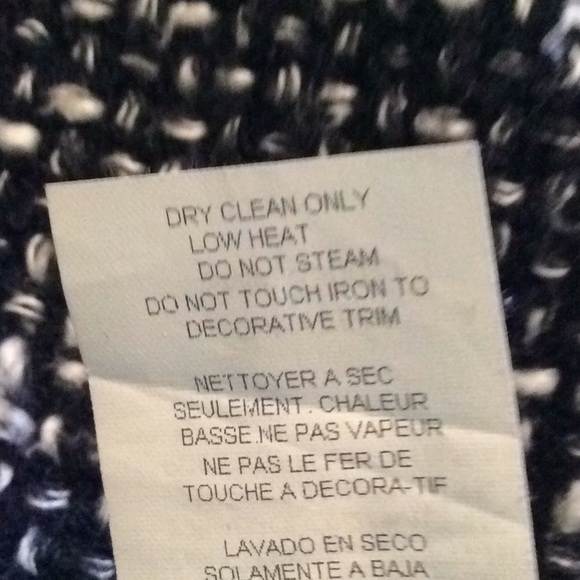 DRY CLEAN ONLY
LOW HEAT
DO NOT STEAM
DO NOT TOUCH IRON TO
DECORATIVE TRIM
NETTOYER A SEC
SEULEMENT. CHALEUR
BASSE.NE PAS VAPEUR
NE PAS LE FER DE
TOUCHE A DECORA-TIF
LAVADO EN SECO
SOLAMENTE A BAJA